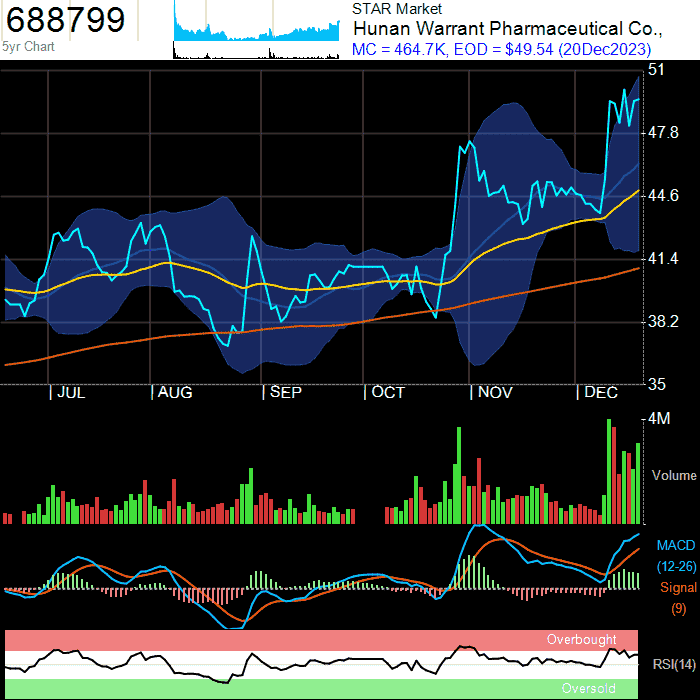 688799
5yr Chart
STAR Market
Hunan Warrant Pharmaceutical Co.,
MC = 464.7K, EOD = $49.54 (20Dec2023)
51
47.8
44.6
41.4
38.2
35
JUL
AUG
SEP
OCT
NOV
DEC
4M
Volume
MACD
(12-26)
Signal
(9)
Overbought
RSI(14)
Oversold